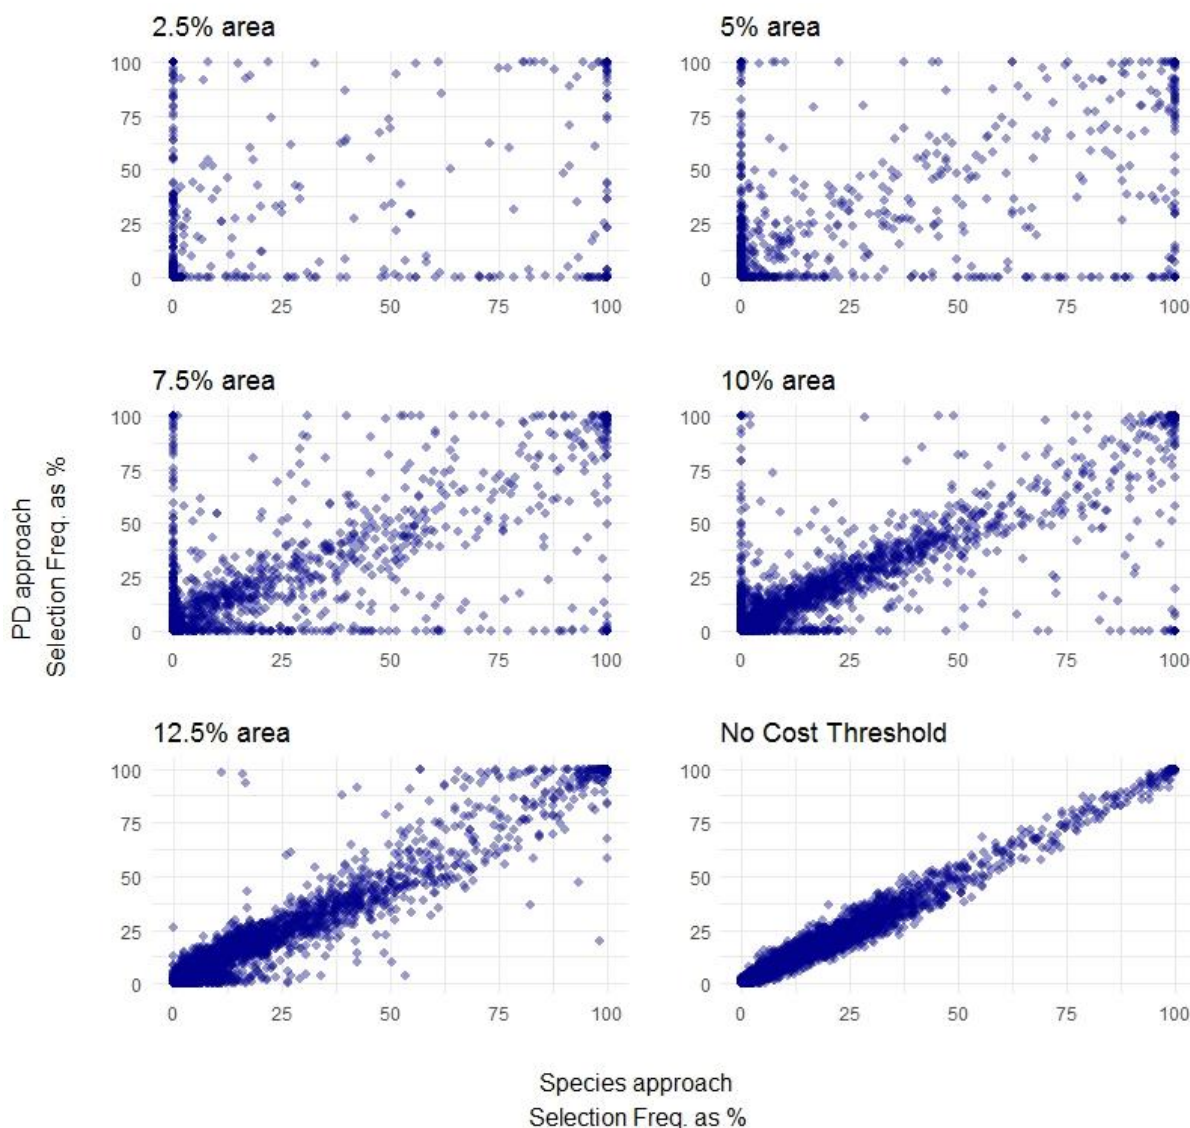 2.5% area
100
75
50
25
0
0 25 50 75 100
5% area
100
75
50
25
0
0 25 50 75 100
7.5% area
100
75
50
25
0
0 25 50 75 100
10% area
100
75
50
25
0
0 25 50 75 100
12.5% area
100
75
50
25
0
0 25 50 75 100
No Cost Threshold
100
75
50
25
0
0 25 50 75 100
PD approach
Selection Freq. as %
Species approach
Selection Freq. as %